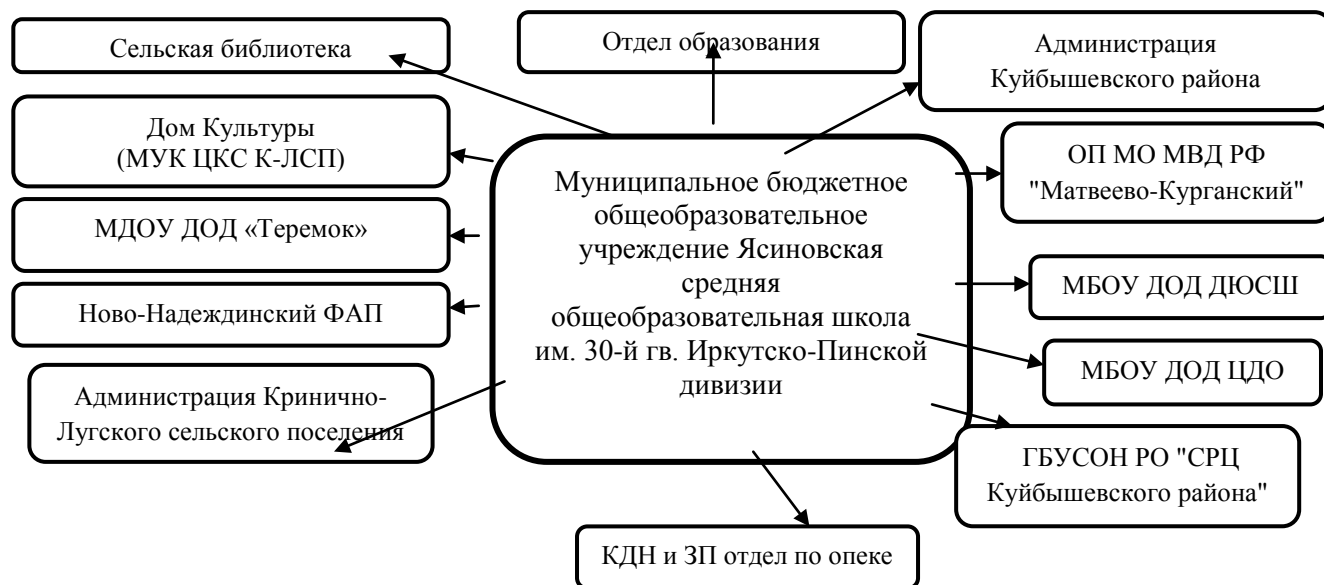 Сельская библиотека
Отдел образования
Администрация
Куйбышевского района
Дом Культуры
(МУК ЦКС К-ЛСП)
ОП МО МВД РФ
"Матвеево-Курганский"
Муниципальное бюджетное
общеобразовательное
учреждение Ясиновская
средняя
общеобразовательная школа
им. 30-й гв. Иркутско-Пинской
дивизии
МДОУ ДОД «Теремок»
МБОУ ДОД ДЮСШ
Ново-Надеждинский ФАП
МБОУ ДОД ЦДО
Администрация Кринично-
Лугского сельского поселения
ГБУСОН РО "СРЦ
Куйбышевского района"
КДН и ЗП отдел по опеке